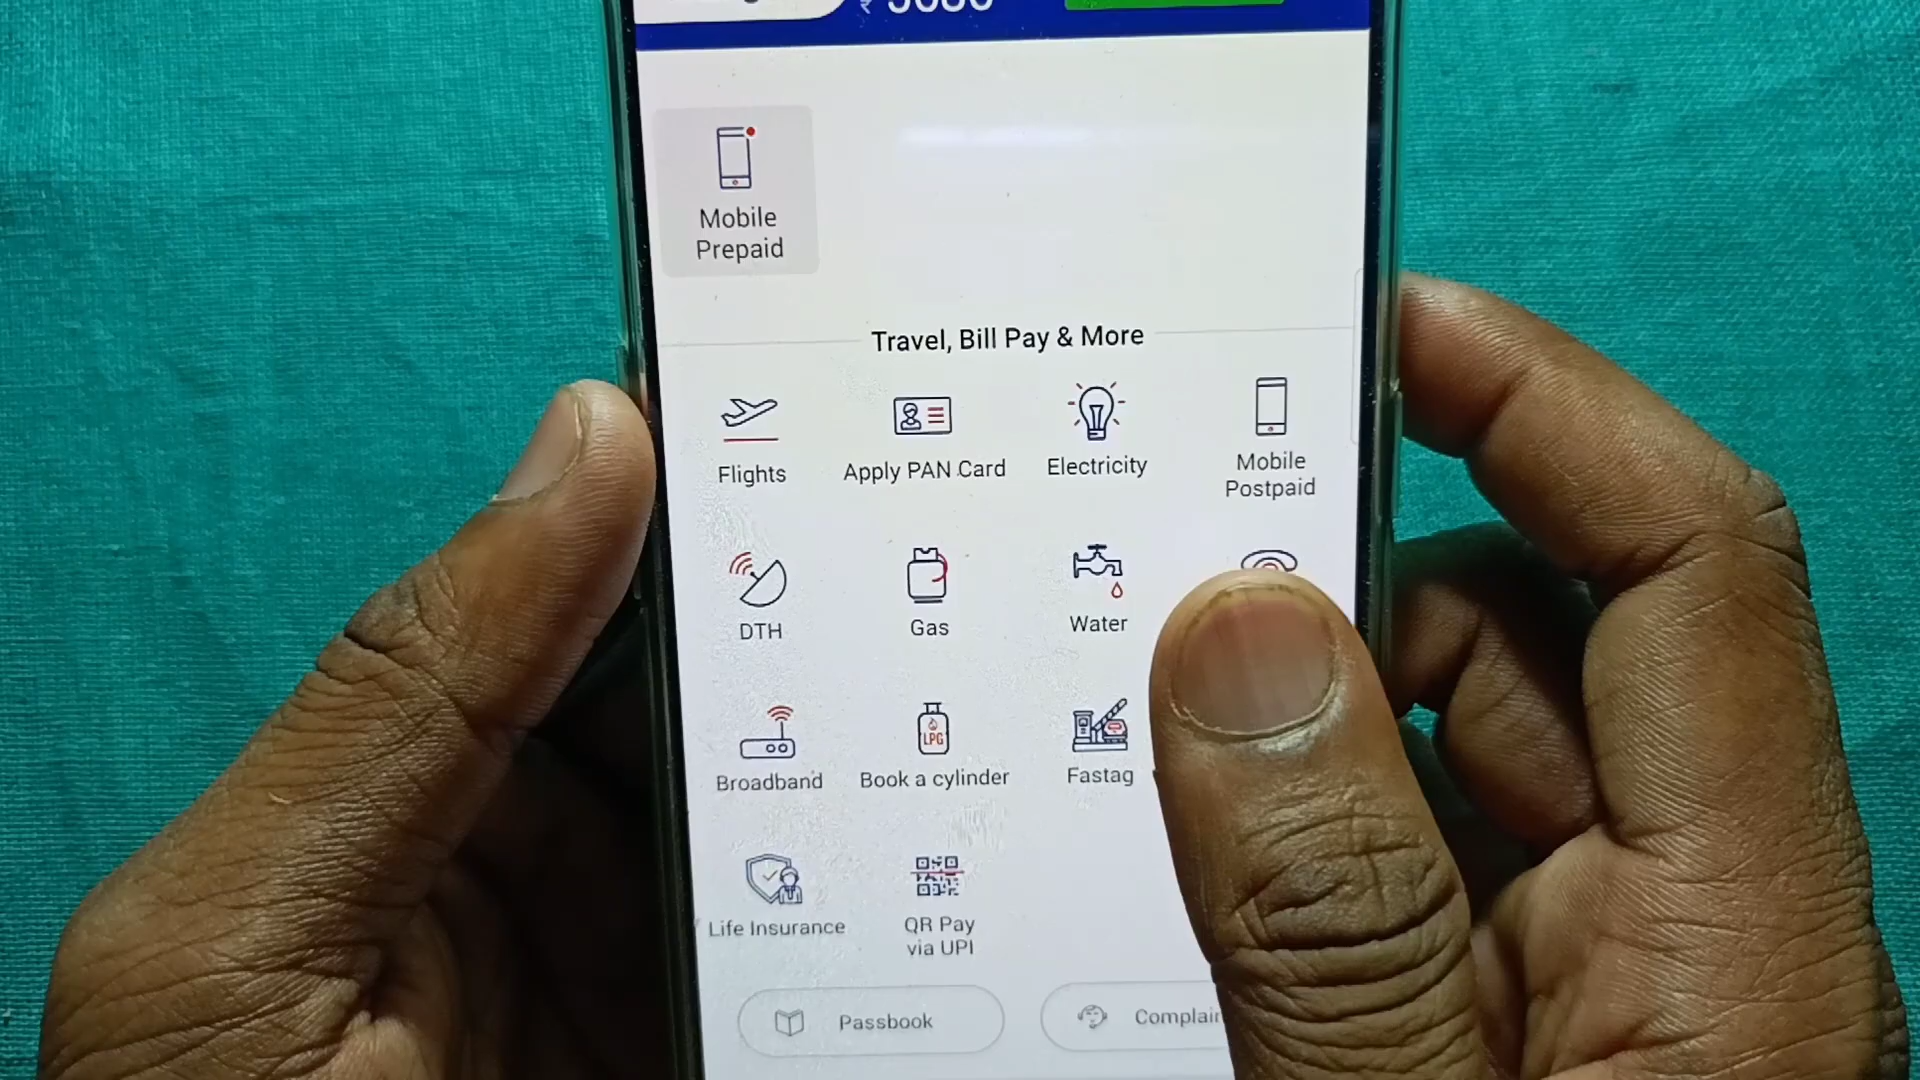 Mobile
Prepaid
Travel, Bill Pay & More
Flights
Apply PAN Card
Electricity
Mobile
Postpaid
DTH
Gas
Water
Broadband
LPG
Book a cylinder
Fastag
Life Insurance
QR Pay
via UPI
Passbook